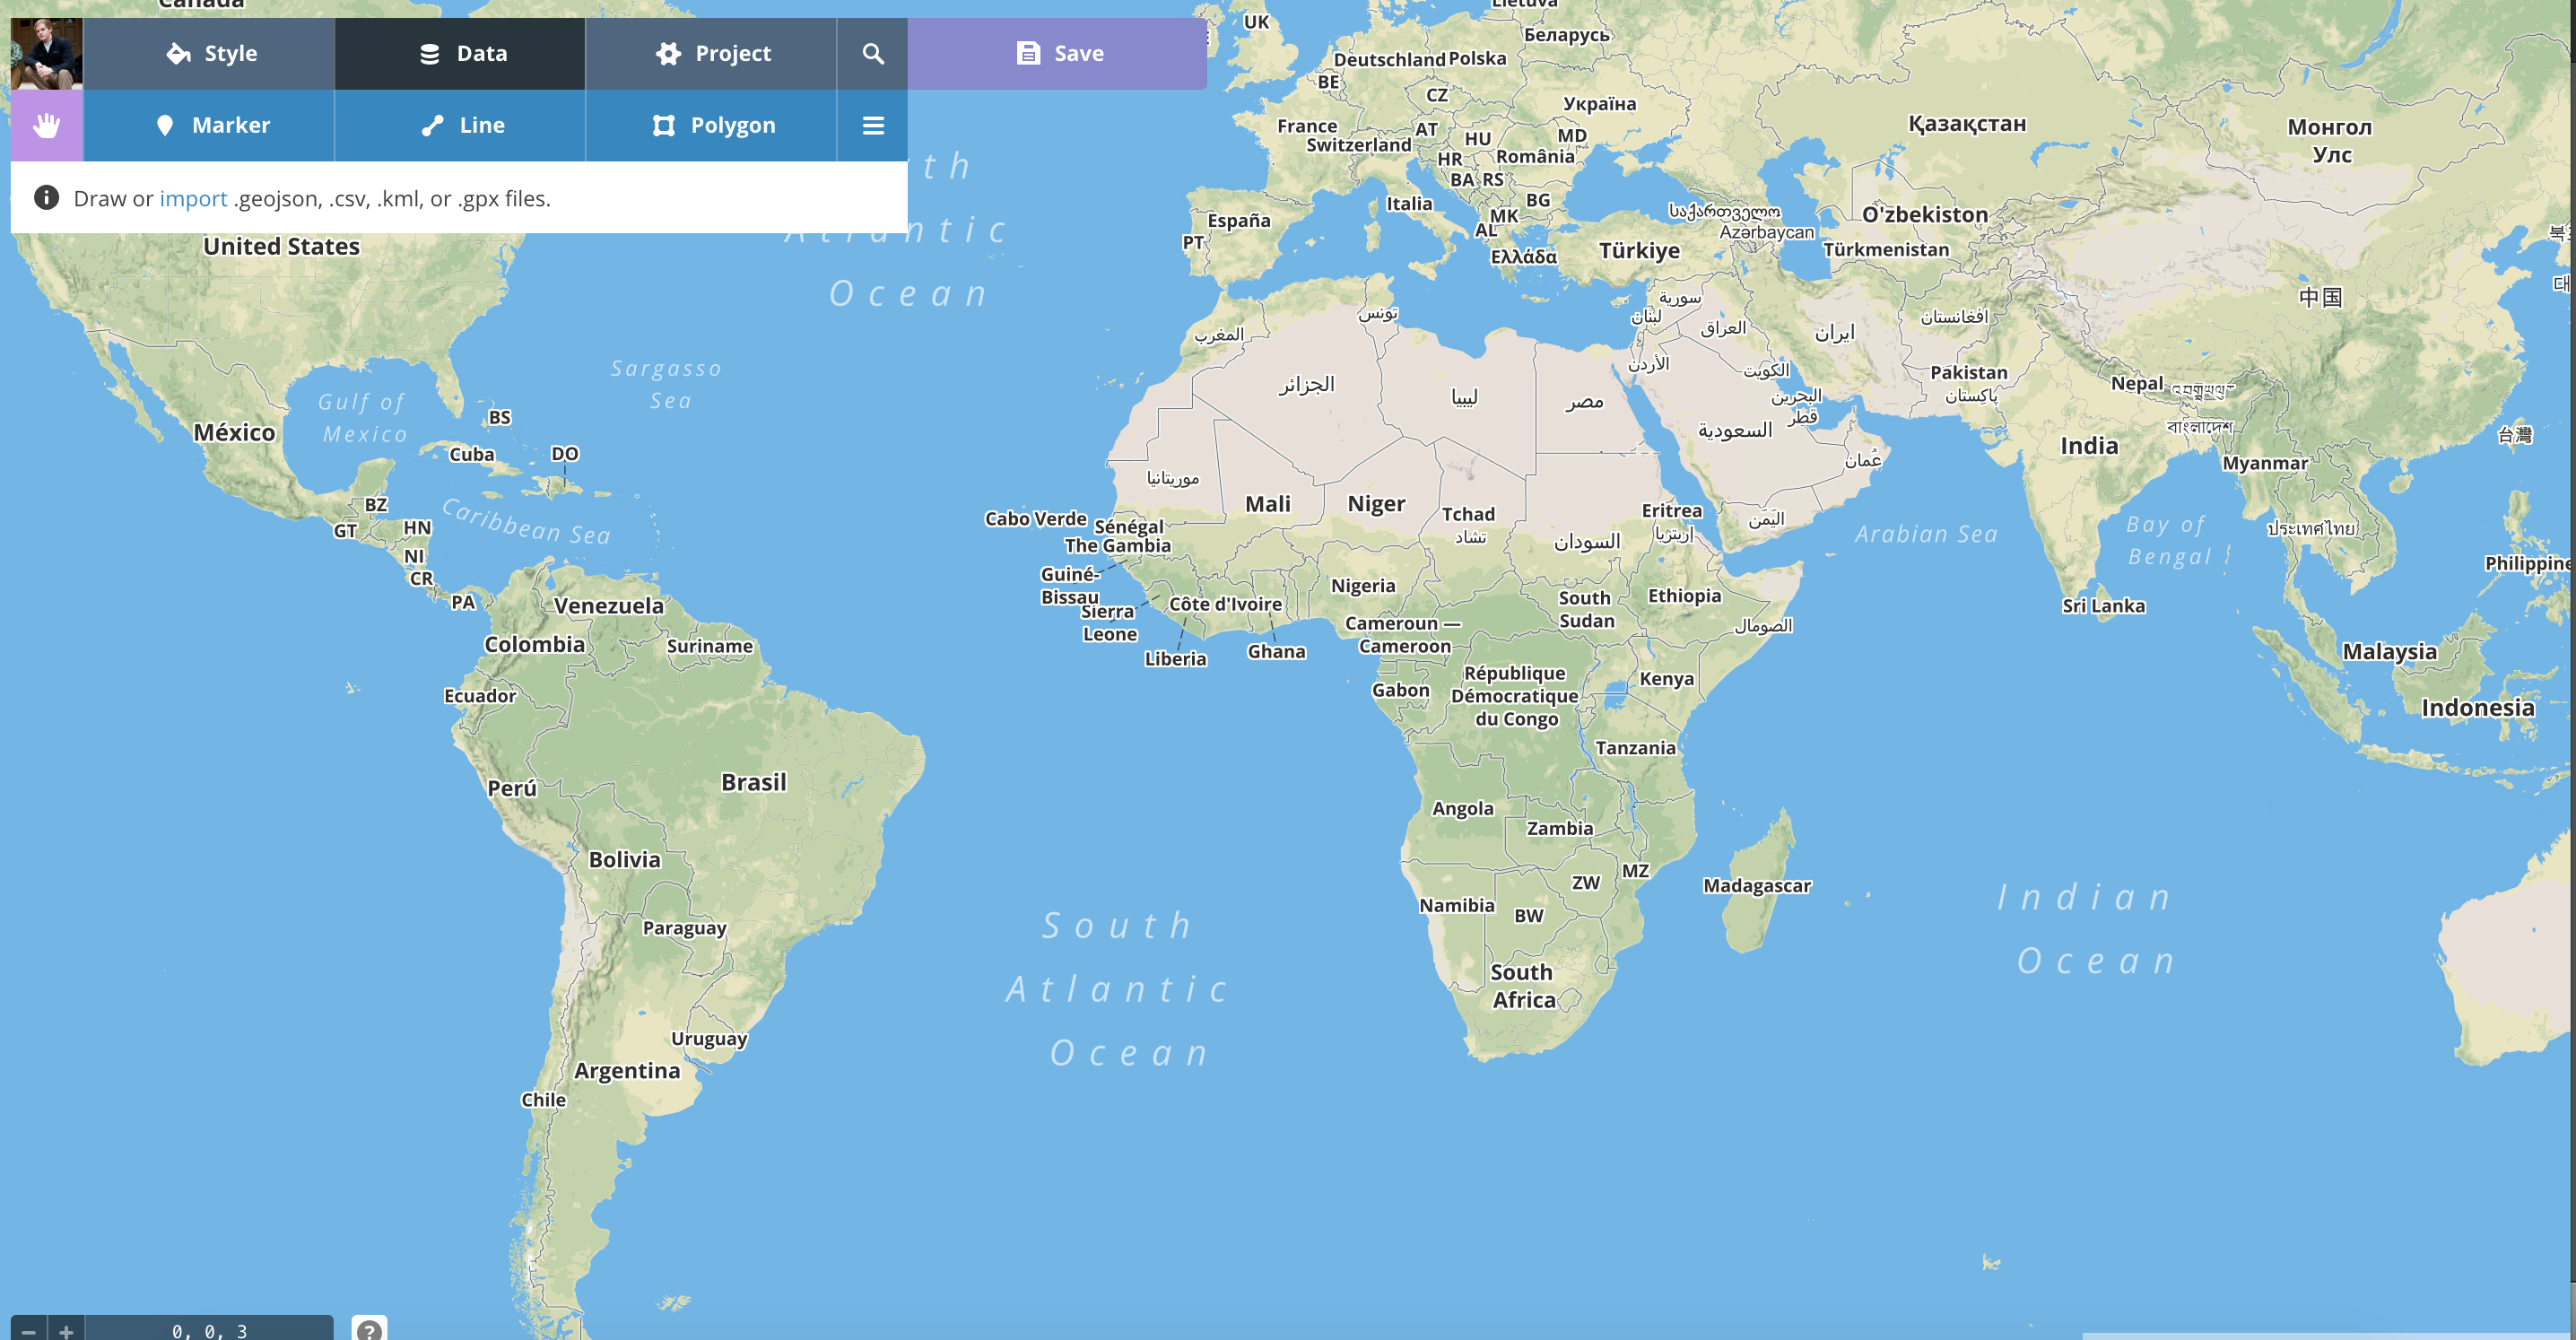 Canada
Style
Data
Project
Save
Marker
Line
Polygon
Draw or import .geojson, .csv, .kml, or .gpx files.
Lietuva
UK
Беларусь
Deutschland
Polska
BE
CZ
Україна
France
AT
HU
MD
Switzerland
HR
România
BA
RS
Қазақстан
Монгол
Улс
th
Atlantic
Ocean
Italia
BG
MK
AL
España
PT
Ελλάδα
Türkiye
საქართველო
Azərbaycan
O'zbekiston
Türkmenistan
United States
中国
سورية
لبنان
العراق
ایران
افغانستان
تونس
المغرب
الأردن
الكويت
Pakistan
پاکستان
Nepal
الجزائر
ليبيا
مصر
البحرين
قطر
السعودية
عمان
Sargasso
Sea
Gulf of
Mexico
BS
México
Cuba
DO
India
বাংলাদেশ
台灣
Myanmar
موريتانيا
Mali
Niger
Tchad
تشاد
Eritrea
إرتريا
اليَمَن
السودان
BZ
GT
HN
NI
CR
PA
Caribbean Sea
Cabo Verde
Sénégal
The Gambia
Guiné-
Bissau
Sierra
Leone
Liberia
Côte d'Ivoire
Ghana
Nigeria
Cameroun —
Cameroon
South
Sudan
Ethiopia
الصومال
Arabian Sea
Bay of
Bengal
ประเทศไทย
Philippine
Sri Lanka
Malaysia
Indonesia
Venezuela
Colombia
Suriname
Ecuador
Gabon
République
Démocratique
du Congo
Kenya
Tanzania
Perú
Brasil
Angola
Zambia
Bolivia
MZ
ZW
Madagascar
Namibia
BW
Paraguay
South
Atlantic
Ocean
Indian
Ocean
South
Africa
Uruguay
Argentina
Chile
0, 0, 3
?